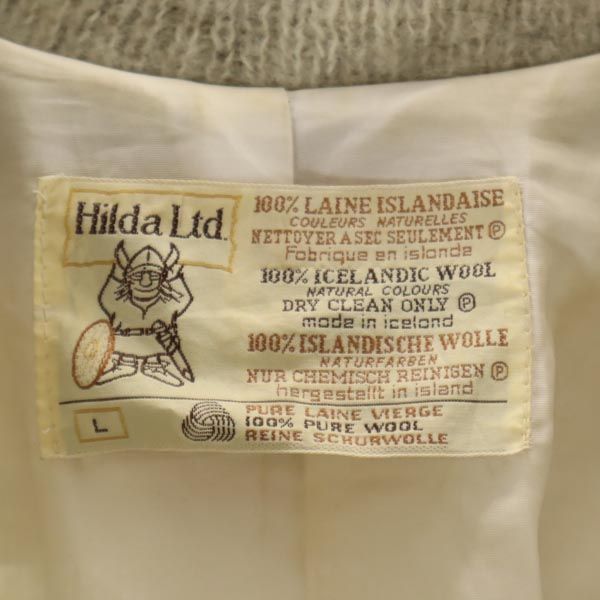 Hilda Ltd.
100% LAINE ISLANDAISE
COULEURS NATURELLES
NETTOYER A SEC SEULEMENT Ⓟ
Fabrique en islande
100% ICELANDIC WOOL
NATURAL COLOURS
DRY CLEAN ONLY Ⓟ
made in iceland
100% ISLANDISCHE WOLLE
NATURFARBEN
NUR CHEMISCH REINIGEN Ⓟ
hergestellt in island
L
PURE LAINE VIERGE
100% PURE WOOL
REINE SCHURWOLLE